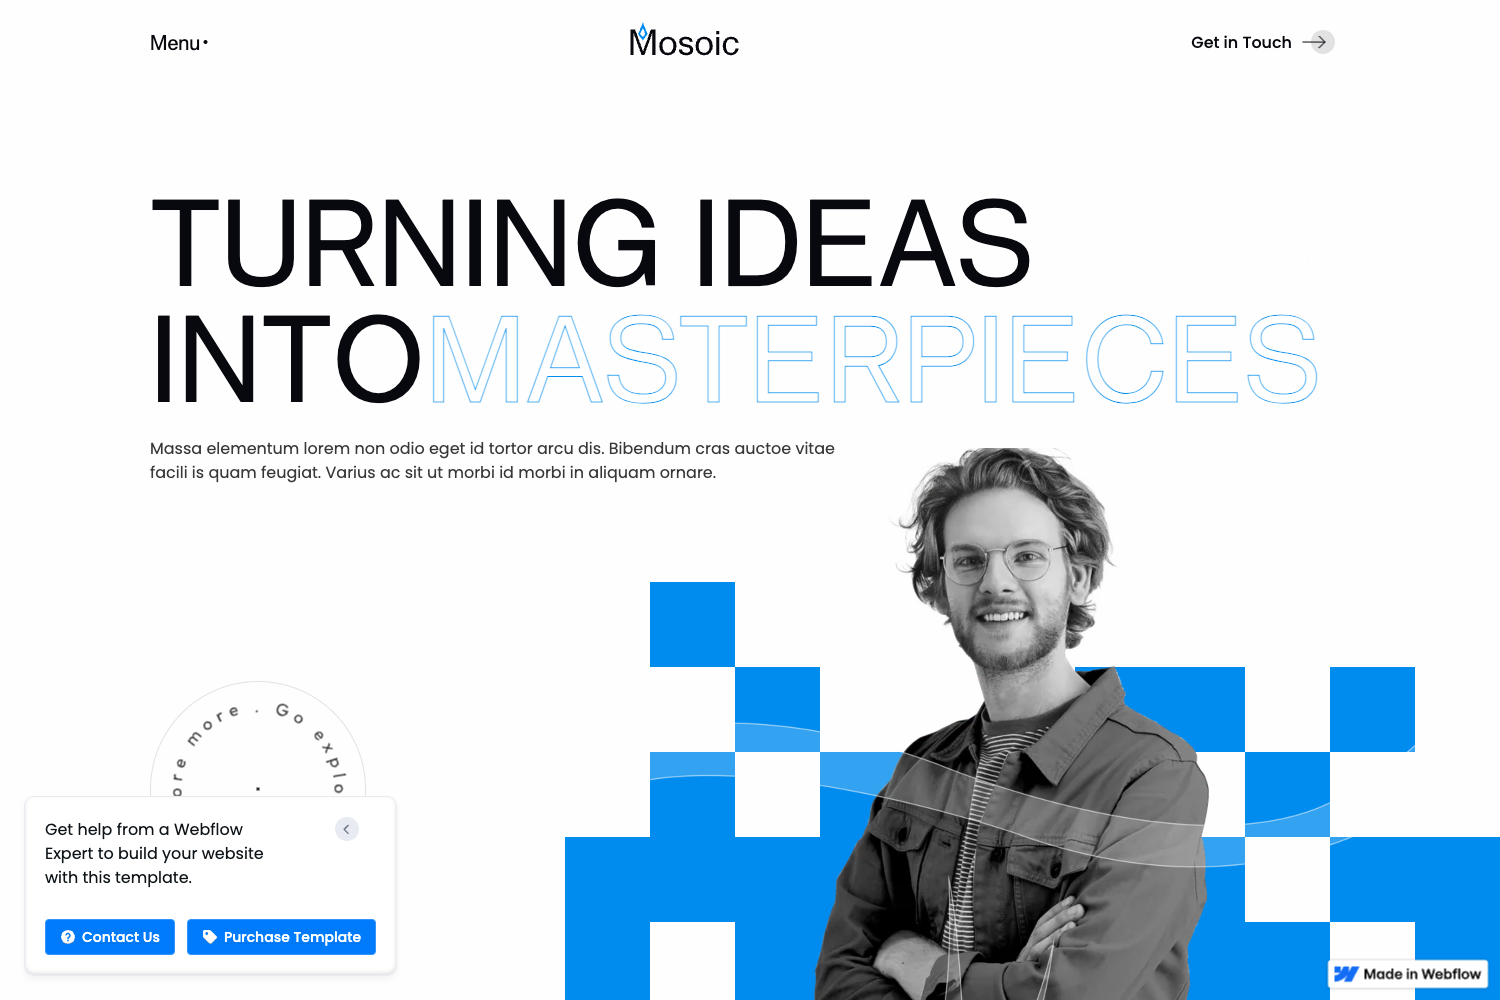 Menu•
Mosoic
Get in Touch
TURNING IDEAS
INTOMASTERPIECES
Massa elementum lorem non odio eget id tortor arcu dis. Bibendum cras auctoe vitae
facili is quam feugiat. Varius ac sit ut morbi id morbi in aliquam ornare.
ore more . Go explo
Get help from a Webflow
Expert to build your website
with this template.
Contact Us
Purchase Template
Made in Webflow